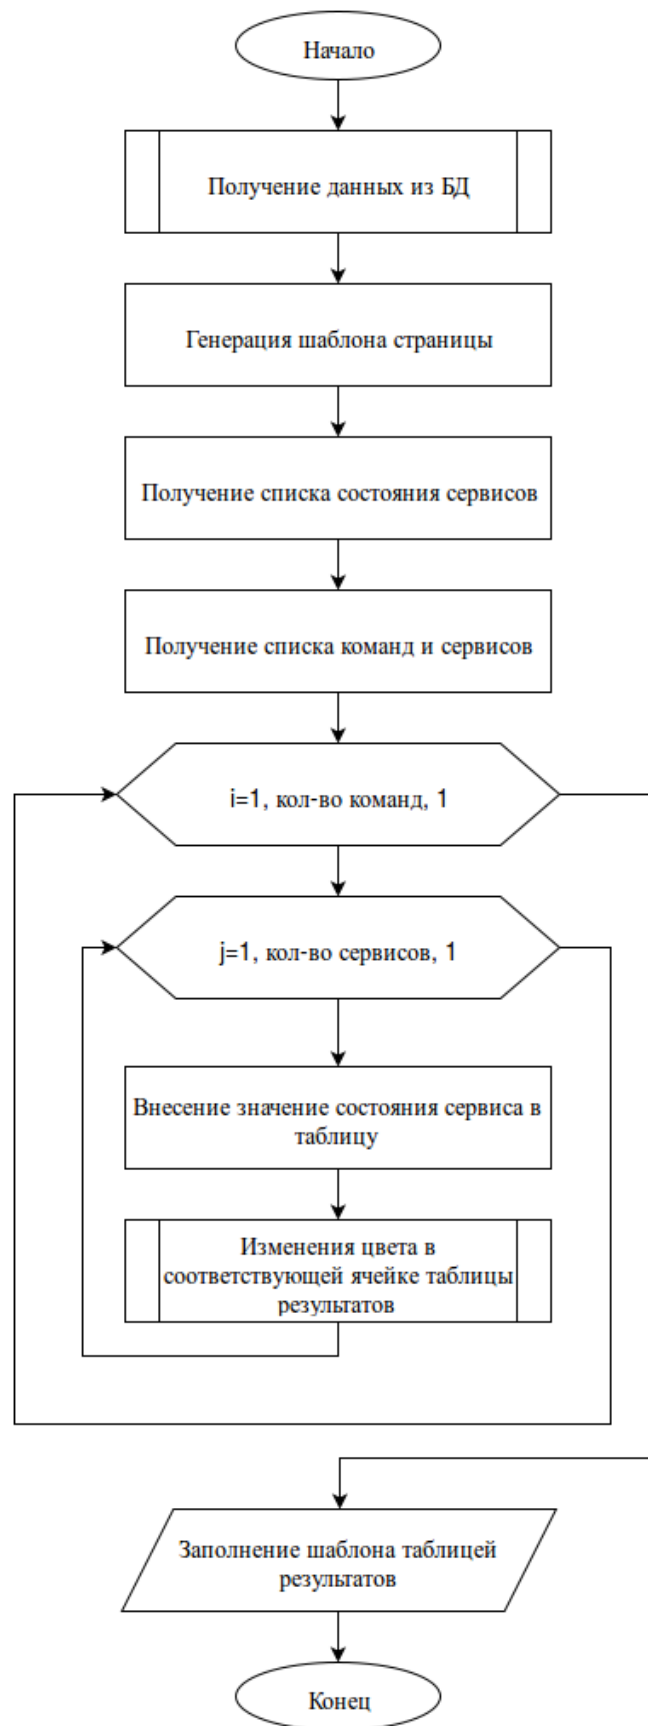 Начало
Получение данных из БД
Генерация шаблона страницы
Получение списка состояния сервисов
Получение списка команд и сервисов
i=1, кол-во команд, 1
j=1, кол-во сервисов, 1
Внесение значение состояния сервиса в
таблицу
Изменения цвета в
соответствующей ячейке таблицы
результатов
Заполнение шаблона таблицей
результатов
Конец